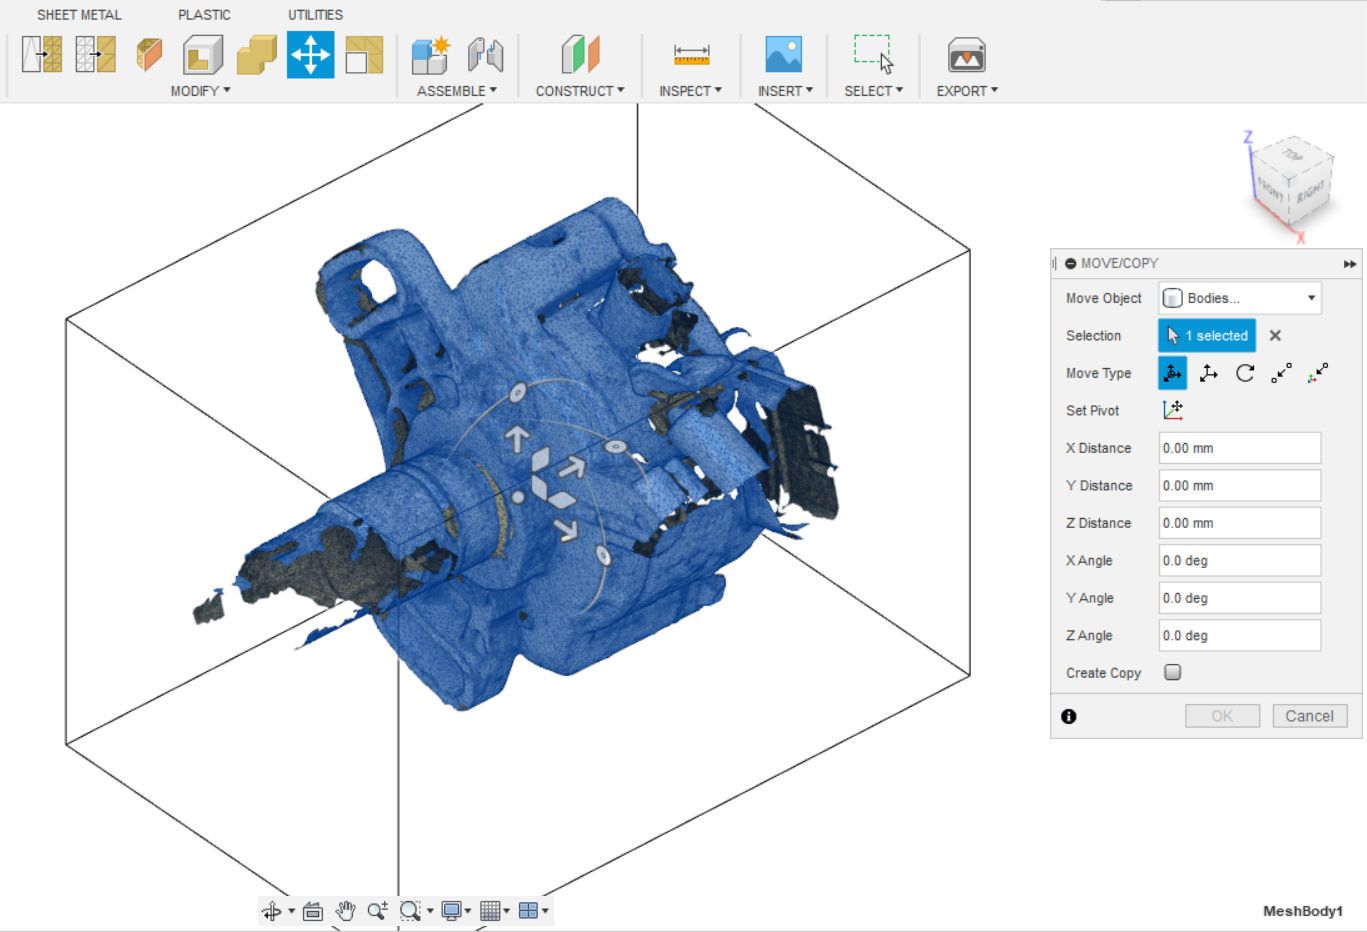 SHEET METAL PLASTIC UTILITIES
MODIFY ASSEMBLE CONSTRUCT INSPECT INSERT SELECT EXPORT
Z
TOP
FRONT RIGHT
X
MOVE/COPY
Move Object Bodies...
Selection 1 selected
Move Type
Set Pivot
X Distance 0.00 mm
Y Distance 0.00 mm
Z Distance 0.00 mm
X Angle 0.0 deg
Y Angle 0.0 deg
Z Angle 0.0 deg
Create Copy
OK Cancel
MeshBody1